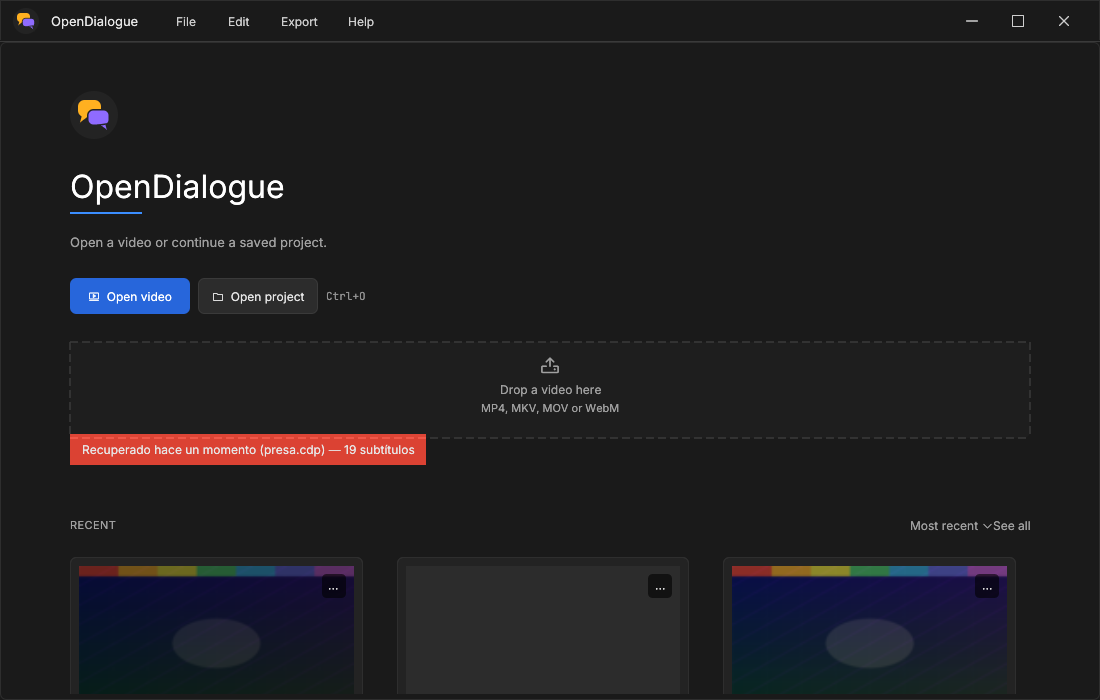 OpenDialogue File Edit Export Help
OpenDialogue
Open a video or continue a saved project.
Open video Open project Ctrl+O
Drop a video here
MP4, MKV, MOV or WebM
Recuperado hace un momento (presa.cdp) — 19 subtítulos
RECENT Most recent See all
... ... ...